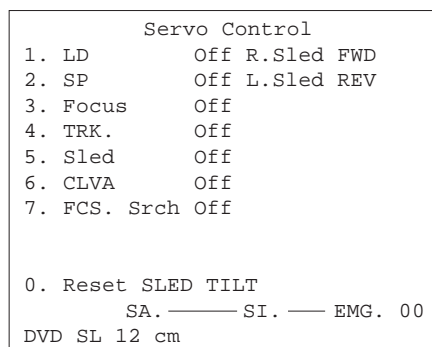 Servo Control
1. LD Off R.Sled FWD
2. SP Off L.Sled REV
3. Focus Off
4. TRK. Off
5. Sled Off
6. CLVA Off
7. FCS. Srch Off
0. Reset SLED TILT
SA. —— SI. —— EMG. 00
DVD SL 12 cm